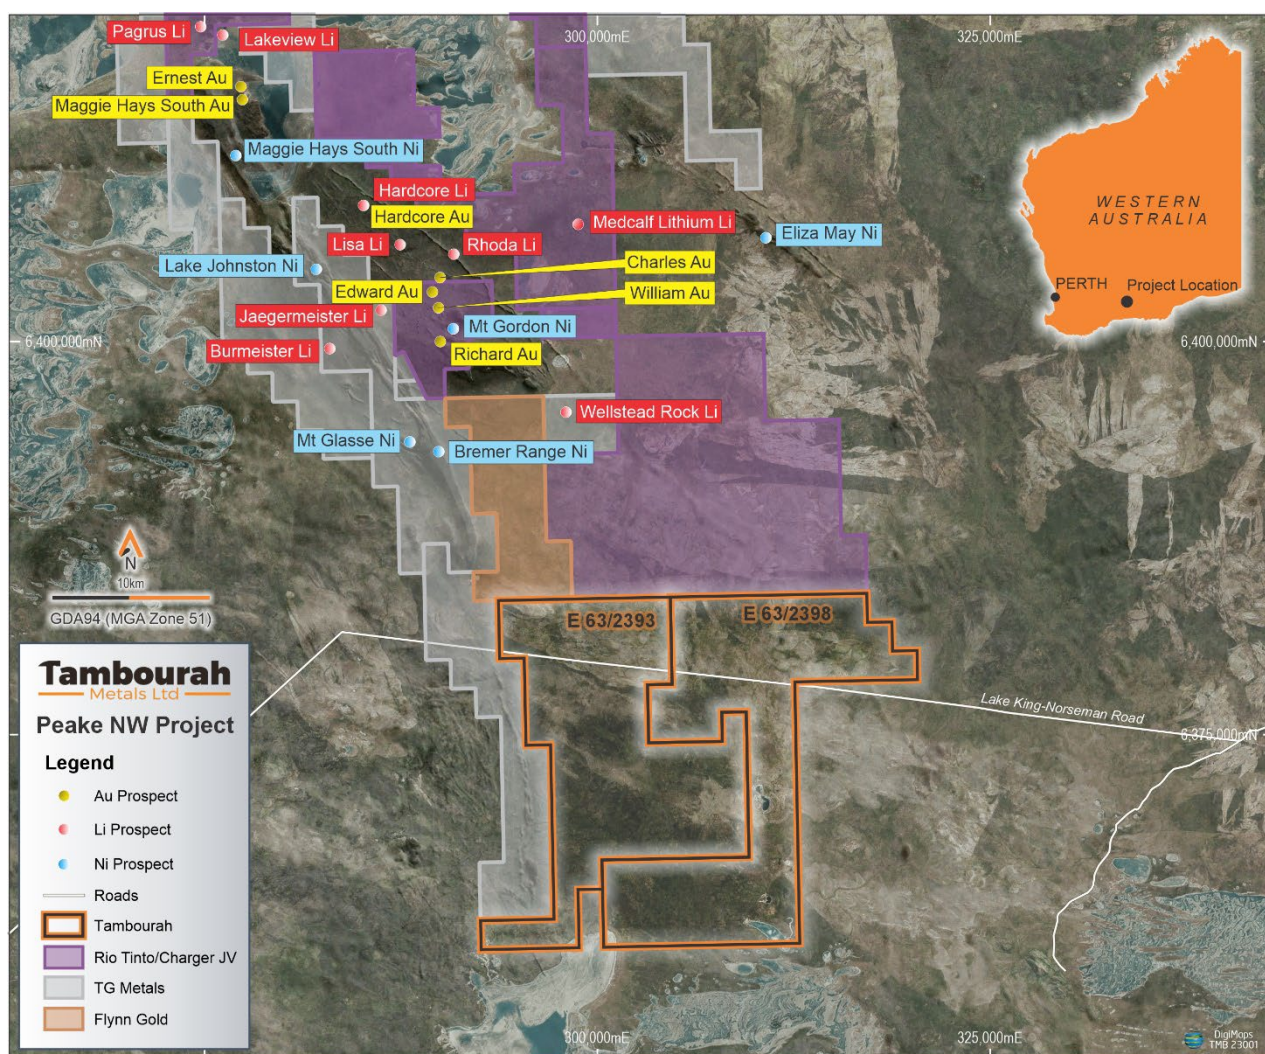 Pagrus Li
Lakeview Li
300,000mE
325,000mE
Ernest Au
Maggie Hays South Au
Maggie Hays South Ni
WESTERN
AUSTRALIA
Hardcore Li
Hardcore Au
Medcalf Lithium Li
Eliza May Ni
Lisa Li
Rhoda Li
Lake Johnston Ni
Charles Au
Edward Au
William Au
PERTH
Project Location
Jaegermeister Li
Mt Gordon Ni
6,400,000mN
6,400,000mN
Burmeister Li
Richard Au
Wellstead Rock Li
Mt Glasse Ni
Bremer Range Ni
N
10km
GDA94 (MGA Zone 51)
E 63/2393
E 63/2398
Lake King-Norseman Road
6,375,000mN
Tambourah
Metals Ltd
Peake NW Project
Legend
Au Prospect
Li Prospect
Ni Prospect
Roads
Tambourah
Rio Tinto/Charger JV
TG Metals
Flynn Gold
300,000mE
325,000mE
DigiMaps
TMB 23001